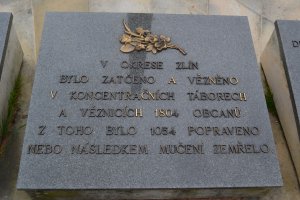 V OKRESE ZLÍN
BYLO ZATČENO A VĚZNĚNO
V KONCENTRAČNÍCH TÁBORECH
A VĚZNICÍCH 1804 OBČANŮ
Z TOHO BYLO 1054 POPRAVENO
NEBO NÁSLEDKEM MUČENÍ ZEMŘELO